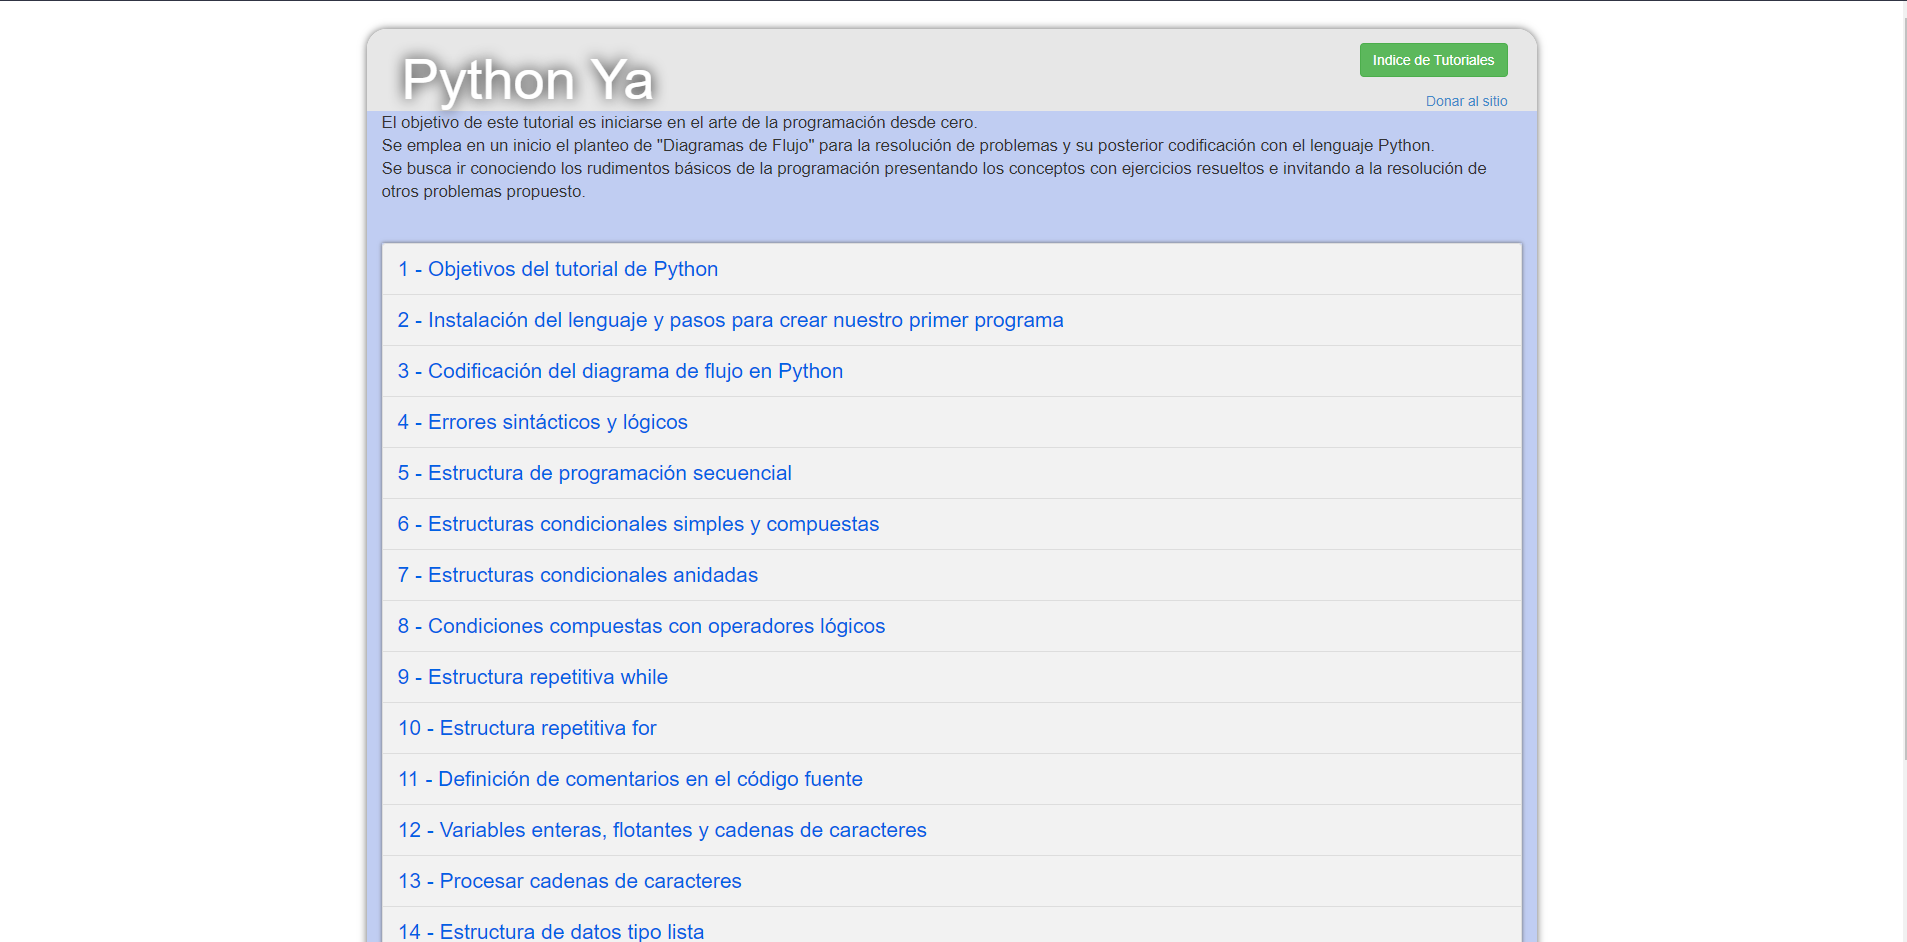 Python Ya
Indice de Tutoriales
Donar al sitio
El objetivo de este tutorial es iniciarse en el arte de la programación desde cero.
Se emplea en un inicio el planteo de "Diagramas de Flujo" para la resolución de problemas y su posterior codificación con el lenguaje Python.
Se busca ir conociendo los rudimentos básicos de la programación presentando los conceptos con ejercicios resueltos e invitando a la resolución de
otros problemas propuesto.
1 - Objetivos del tutorial de Python
2 - Instalación del lenguaje y pasos para crear nuestro primer programa
3 - Codificación del diagrama de flujo en Python
4 - Errores sintácticos y lógicos
5 - Estructura de programación secuencial
6 - Estructuras condicionales simples y compuestas
7 - Estructuras condicionales anidadas
8 - Condiciones compuestas con operadores lógicos
9 - Estructura repetitiva while
10 - Estructura repetitiva for
11 - Definición de comentarios en el código fuente
12 - Variables enteras, flotantes y cadenas de caracteres
13 - Procesar cadenas de caracteres
14 - Estructura de datos tipo lista